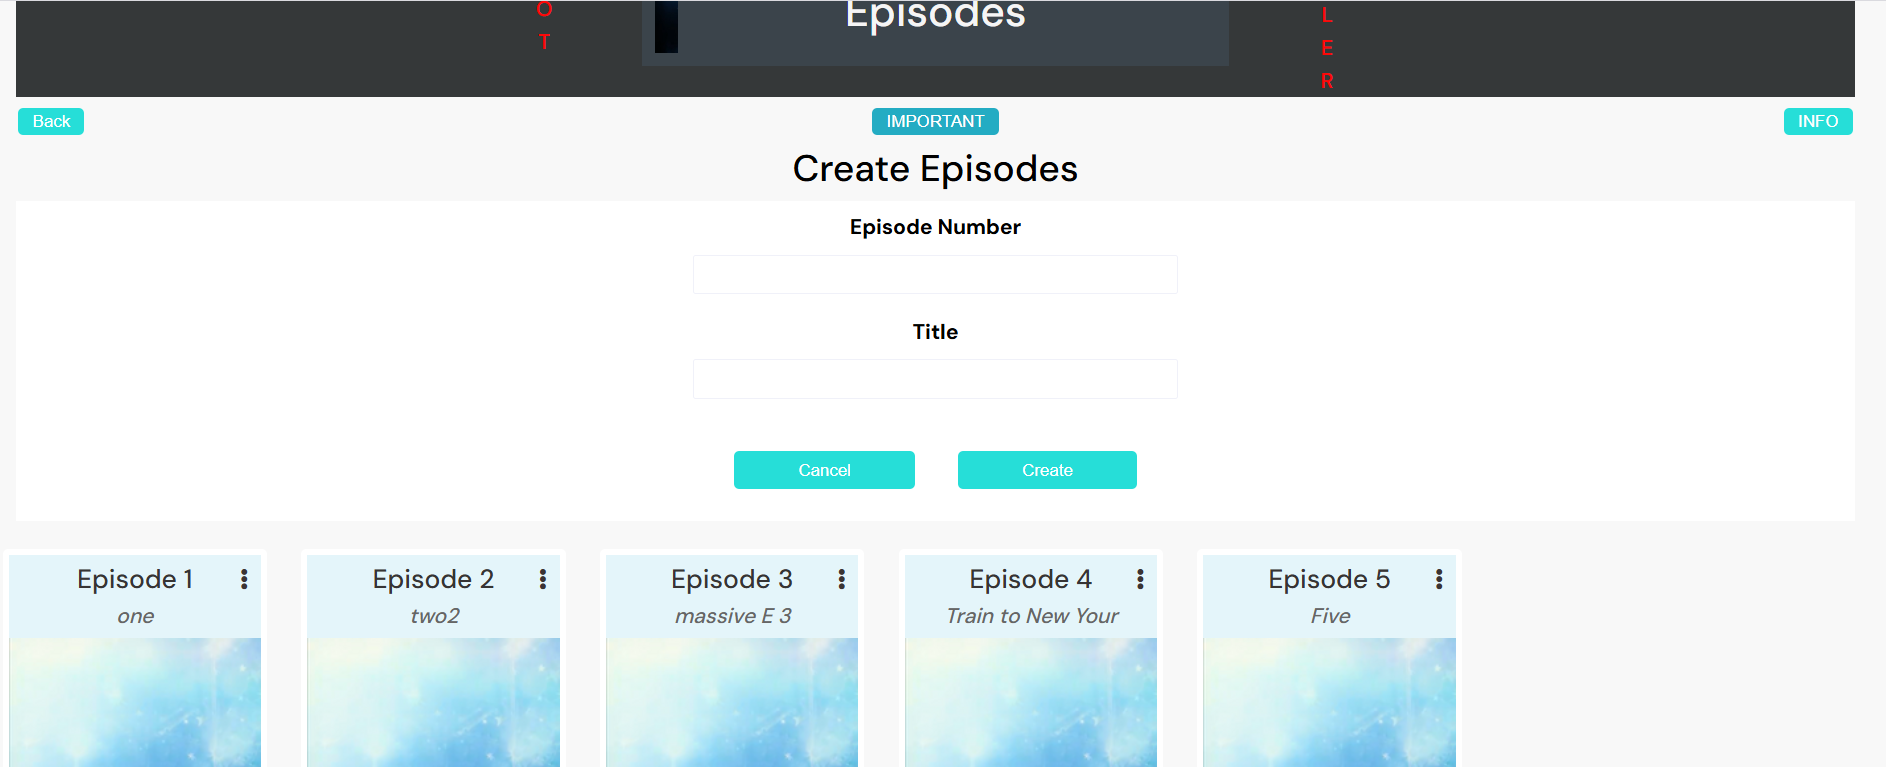 O
T
Episodes
L
E
R
Back
IMPORTANT
INFO
Create Episodes
Episode Number
Title
Cancel
Create
Episode 1
one
Episode 2
two2
Episode 3
massive E 3
Episode 4
Train to New Your
Episode 5
Five